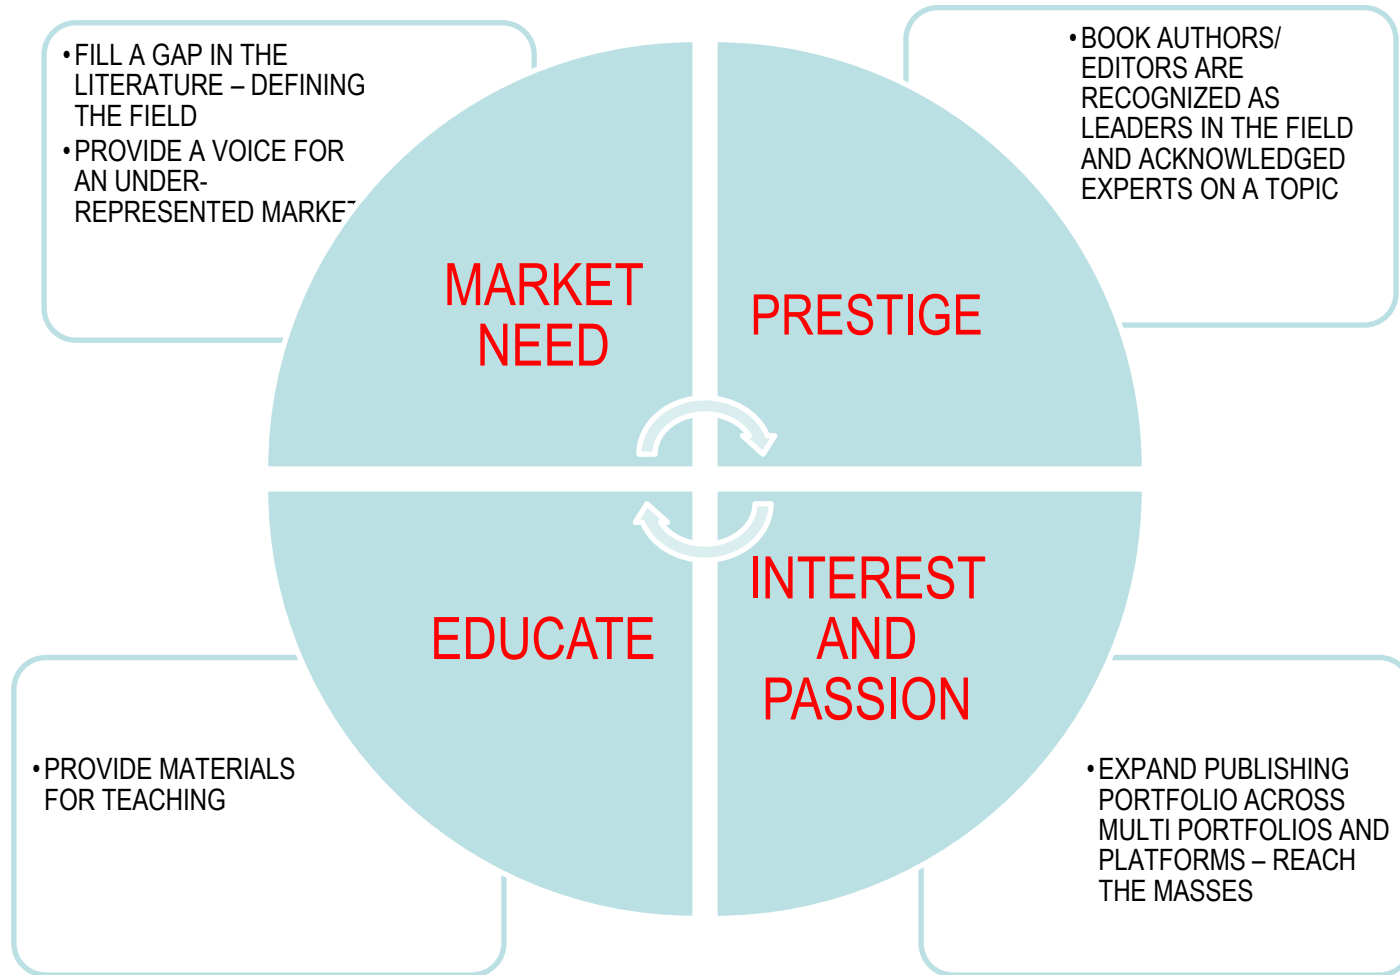 •FILL A GAP IN THE
LITERATURE – DEFINING
THE FIELD
•PROVIDE A VOICE FOR
AN UNDER-
REPRESENTED MARKET
MARKET
NEED
•BOOK AUTHORS/
EDITORS ARE
RECOGNIZED AS
LEADERS IN THE FIELD
AND ACKNOWLEDGED
EXPERTS ON A TOPIC
PRESTIGE
EDUCATE
•PROVIDE MATERIALS
FOR TEACHING
INTEREST
AND
PASSION
•EXPAND PUBLISHING
PORTFOLIO ACROSS
MULTI PORTFOLIOS AND
PLATFORMS – REACH
THE MASSES